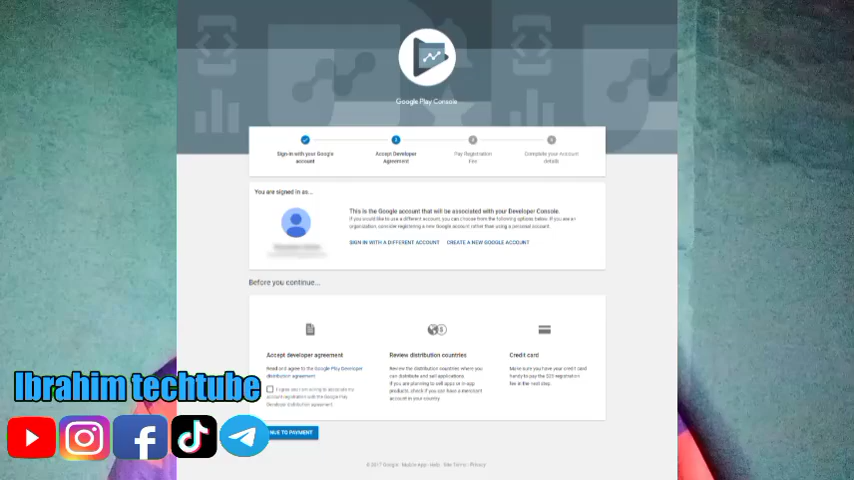 Google Play Console
Sign-in with your Google account
Accept Developer Agreement
Pay Registration Fee
Complete your Account details
You are signed in as...
This is the Google account that will be associated with your Developer Console.
If you would like to use a different account, you can choose from the following options below. If you are an
organization, consider registering a new Google account rather than using a personal account.
SIGN IN WITH A DIFFERENT ACCOUNT
CREATE A NEW GOOGLE ACCOUNT
Before you continue...
Accept developer agreement
Read and agree to the Google Play Developer
distribution agreement.
I agree and I am willing to associate my
account registration with the Google Play
Developer distribution agreement.
Review distribution countries
Review the distribution countries where you
can distribute and sell applications.
If you are planning to sell apps or in-app
products, check if you can have a merchant
account in your country.
Credit card
Make sure you have your credit card
handy to pay the $25 registration
fee in the next step.
Ibrahim techtube
NUE TO PAYMENT
© 2017 Google · Mobile App · Help · Site Terms · Privacy